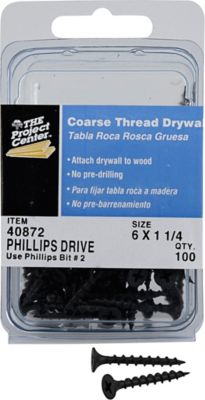 THE
Project
Center
Coarse Thread Drywal
Tabla Roca Rosca Gruesa
• Attach drywall to wood
• No pre-drilling
• Para fijar tabla roca a madera
• No pre-barrenamiento
ITEM
40872
PHILLIPS DRIVE
Use Phillips Bit # 2
SIZE
6 X 1 1/4
QTY.
100